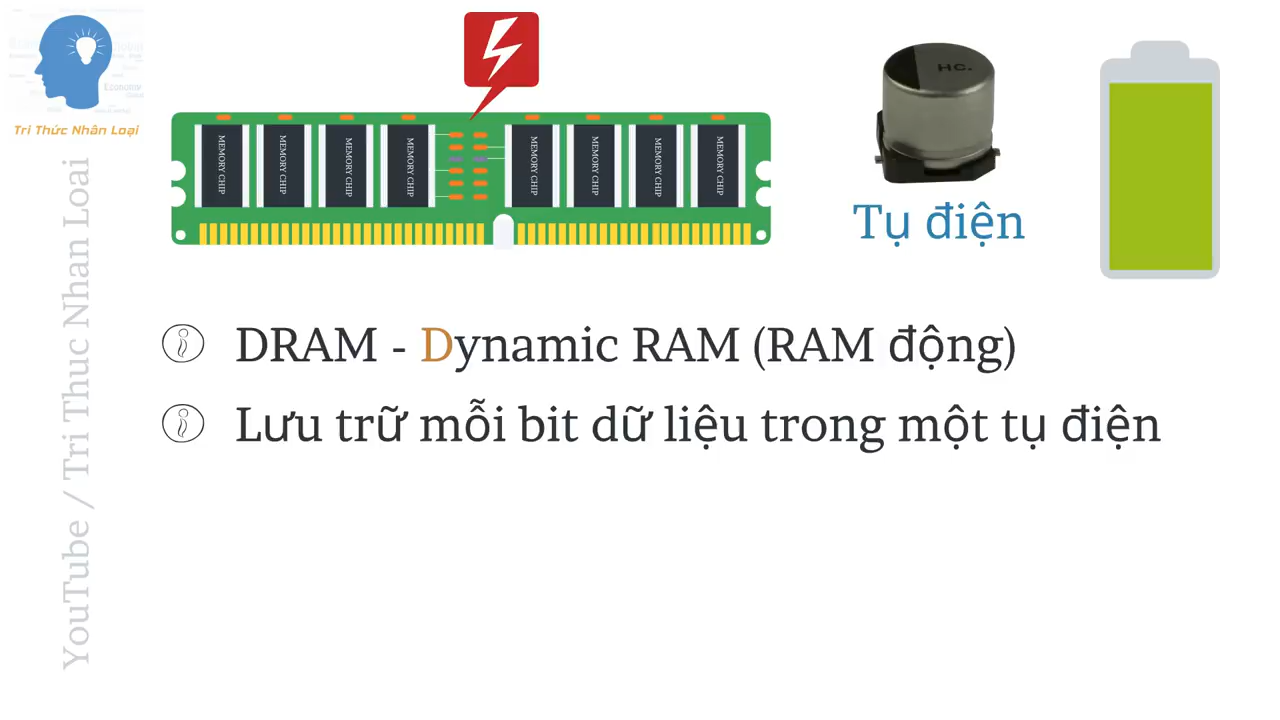 Tri Thức Nhân Loại
YouTube / Tri Thuc Nhan Loai
MEMORY CHIP
MEMORY CHIP
MEMORY CHIP
MEMORY CHIP
MEMORY CHIP
MEMORY CHIP
MEMORY CHIP
MEMORY CHIP
HC.
Tụ điện
DRAM - Dynamic RAM (RAM động)
Lưu trữ mỗi bit dữ liệu trong một tụ điện